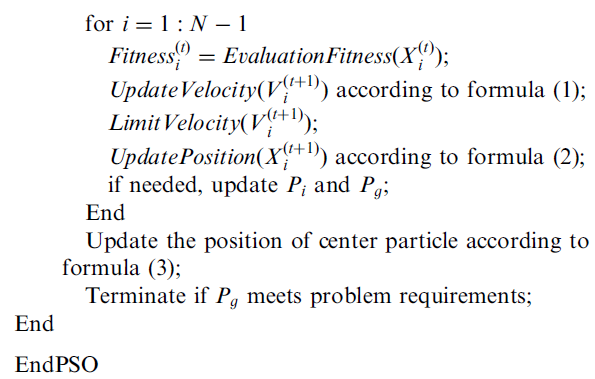 for i = 1 : N − 1
Fitness_i^{(t)} = EvaluationFitness(X_i^{(t)});
UpdateVelocity(V_i^{(t+1)}) according to formula (1);
LimitVelocity(V_i^{(t+1)});
UpdatePosition(X_i^{(t+1)}) according to formula (2);
if needed, update P_i and P_g;
End
Update the position of center particle according to
formula (3);
Terminate if P_g meets problem requirements;
End
EndPSO